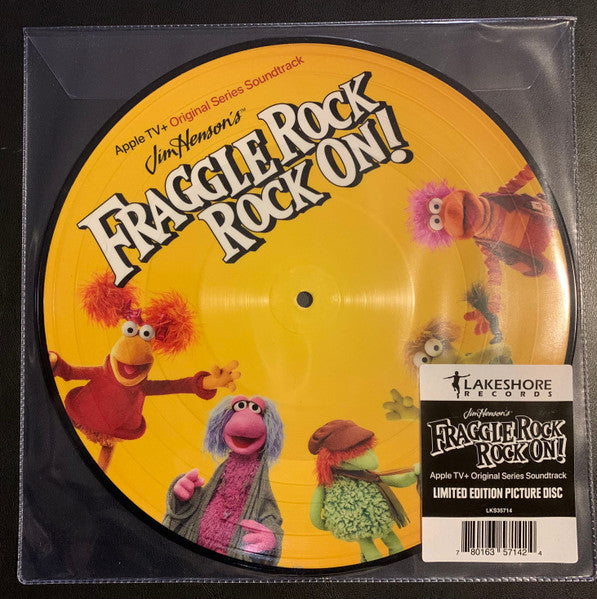 Apple TV+ Original Series Soundtrack
Jim Henson's™
FRAGGLE ROCK
ROCK ON!
LAKESHORE
RECORDS
Jim Henson's
FRAGGLE ROCK
ROCK ON!
Apple TV+ Original Series Soundtrack
LIMITED EDITION PICTURE DISC
LKS35714
7 80163 57142 4